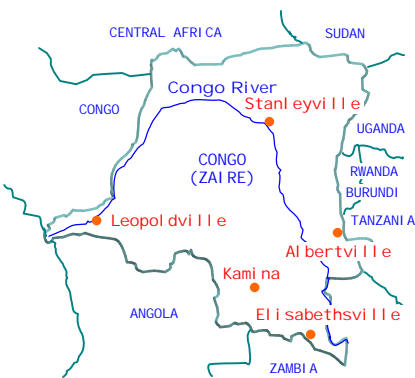 CENTRAL AFRICA
SUDAN
Congo River
CONGO
Stanleyville
UGANDA
CONGO
(ZAIRE)
RWANDA
BURUNDI
Leopoldville
TANZANIA
Albertville
Kamina
ANGOLA
Elisabethsville
ZAMBIA